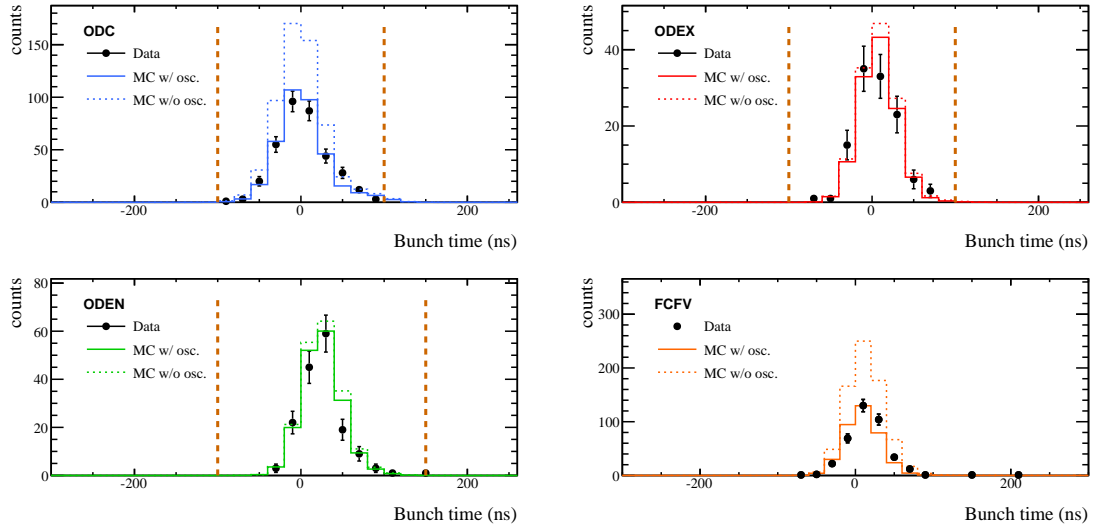 counts
150
100
50
0
ODC
Data
MC w/ osc.
MC w/o osc.
-200
0
200
Bunch time (ns)
counts
40
20
0
ODEX
Data
MC w/ osc.
MC w/o osc.
-200
0
200
Bunch time (ns)
counts
80
60
40
20
0
ODEN
Data
MC w/ osc.
MC w/o osc.
-200
0
200
Bunch time (ns)
counts
300
200
100
0
FCFV
Data
MC w/ osc.
MC w/o osc.
-200
0
200
Bunch time (ns)